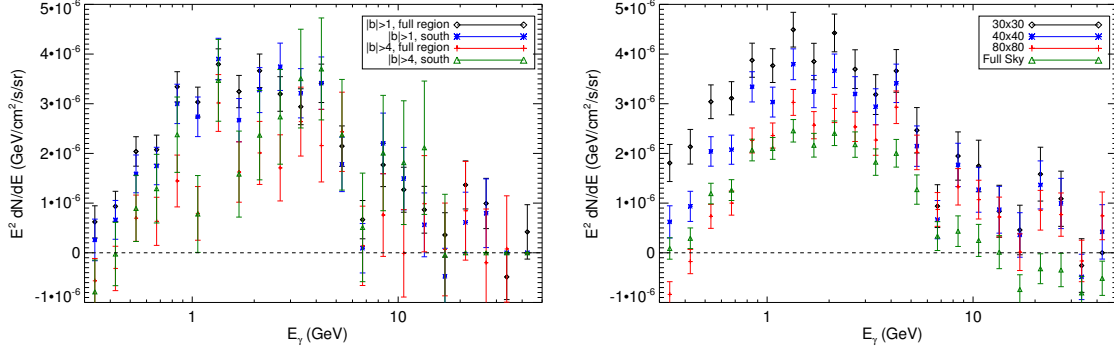 |b|>1, full region
|b|>1, south
|b|>4, full region
|b|>4, south
5•10⁻⁶
4•10⁻⁶
3•10⁻⁶
2•10⁻⁶
1•10⁻⁶
0
-1•10⁻⁶
E² dN/dE (GeV/cm²/s/sr)
1 10
Eγ (GeV)
30x30
40x40
80x80
Full Sky
5•10⁻⁶
4•10⁻⁶
3•10⁻⁶
2•10⁻⁶
1•10⁻⁶
0
-1•10⁻⁶
E² dN/dE (GeV/cm²/s/sr)
1 10
Eγ (GeV)